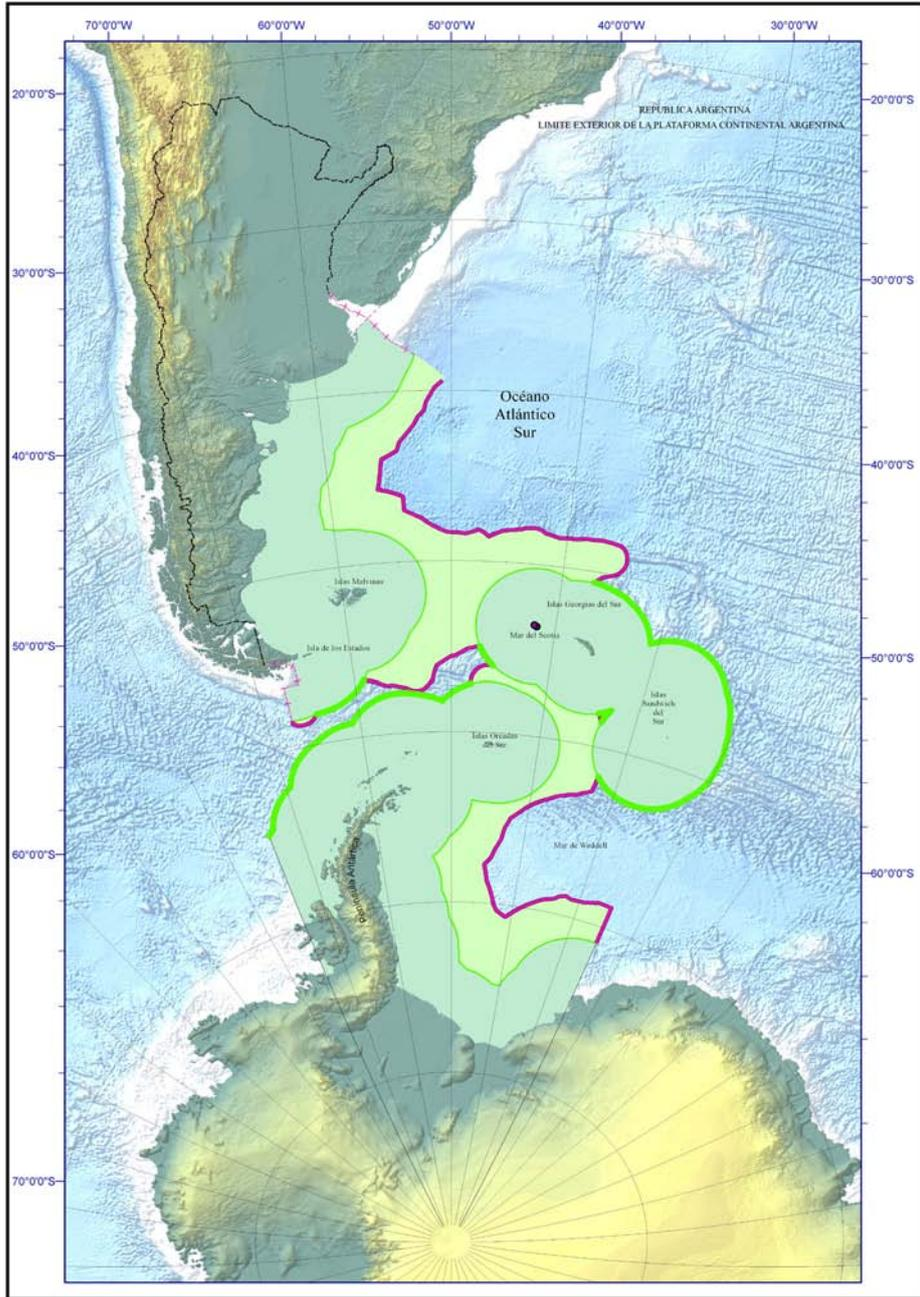 70°0'0"W
60°0'0"W
50°0'0"W
40°0'0"W
30°0'0"W
20°0'0"S
20°0'0"S
REPUBLICA ARGENTINA
LIMITE EXTERIOR DE LA PLATAFORMA CONTINENTAL ARGENTINA
30°0'0"S
30°0'0"S
Océano
Atlántico
Sur
40°0'0"S
40°0'0"S
Islas Malvinas
Islas Georgias del Sur
Mar del Scotia
Isla de los Estados
50°0'0"S
50°0'0"S
Islas
Sandwich
del
Sur
Islas Orcadas
del Sur
Mar de Weddell
Península Antártica
60°0'0"S
60°0'0"S
70°0'0"S
70°0'0"S